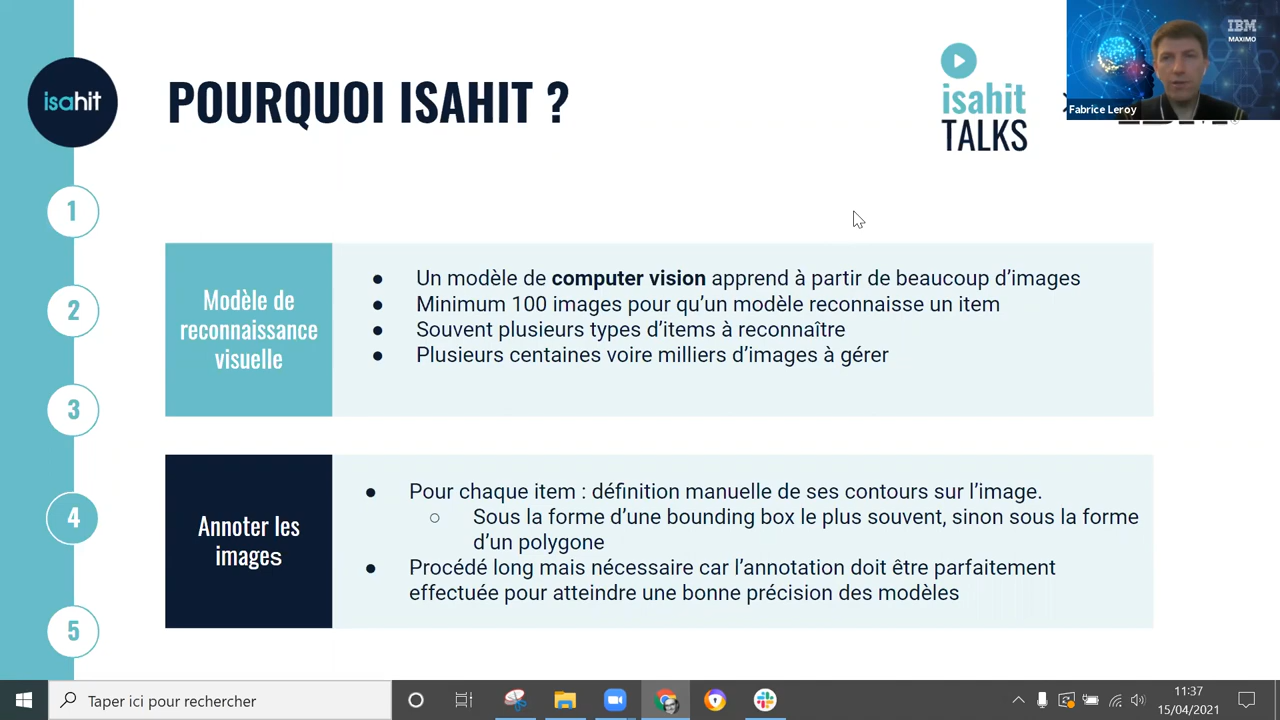 isahit
POURQUOI ISAHIT ?
isahit
TALKS
IBM
MAXIMO
Fabrice Leroy
1
2
3
4
5
Modèle de
reconnaissance
visuelle
● Un modèle de computer vision apprend à partir de beaucoup d'images
● Minimum 100 images pour qu'un modèle reconnaisse un item
● Souvent plusieurs types d'items à reconnaître
● Plusieurs centaines voire milliers d'images à gérer
Annoter les
images
● Pour chaque item : définition manuelle de ses contours sur l'image.
○ Sous la forme d'une bounding box le plus souvent, sinon sous la forme
d'un polygone
● Procédé long mais nécessaire car l'annotation doit être parfaitement
effectuée pour atteindre une bonne précision des modèles
Taper ici pour rechercher
11:37
15/04/2021